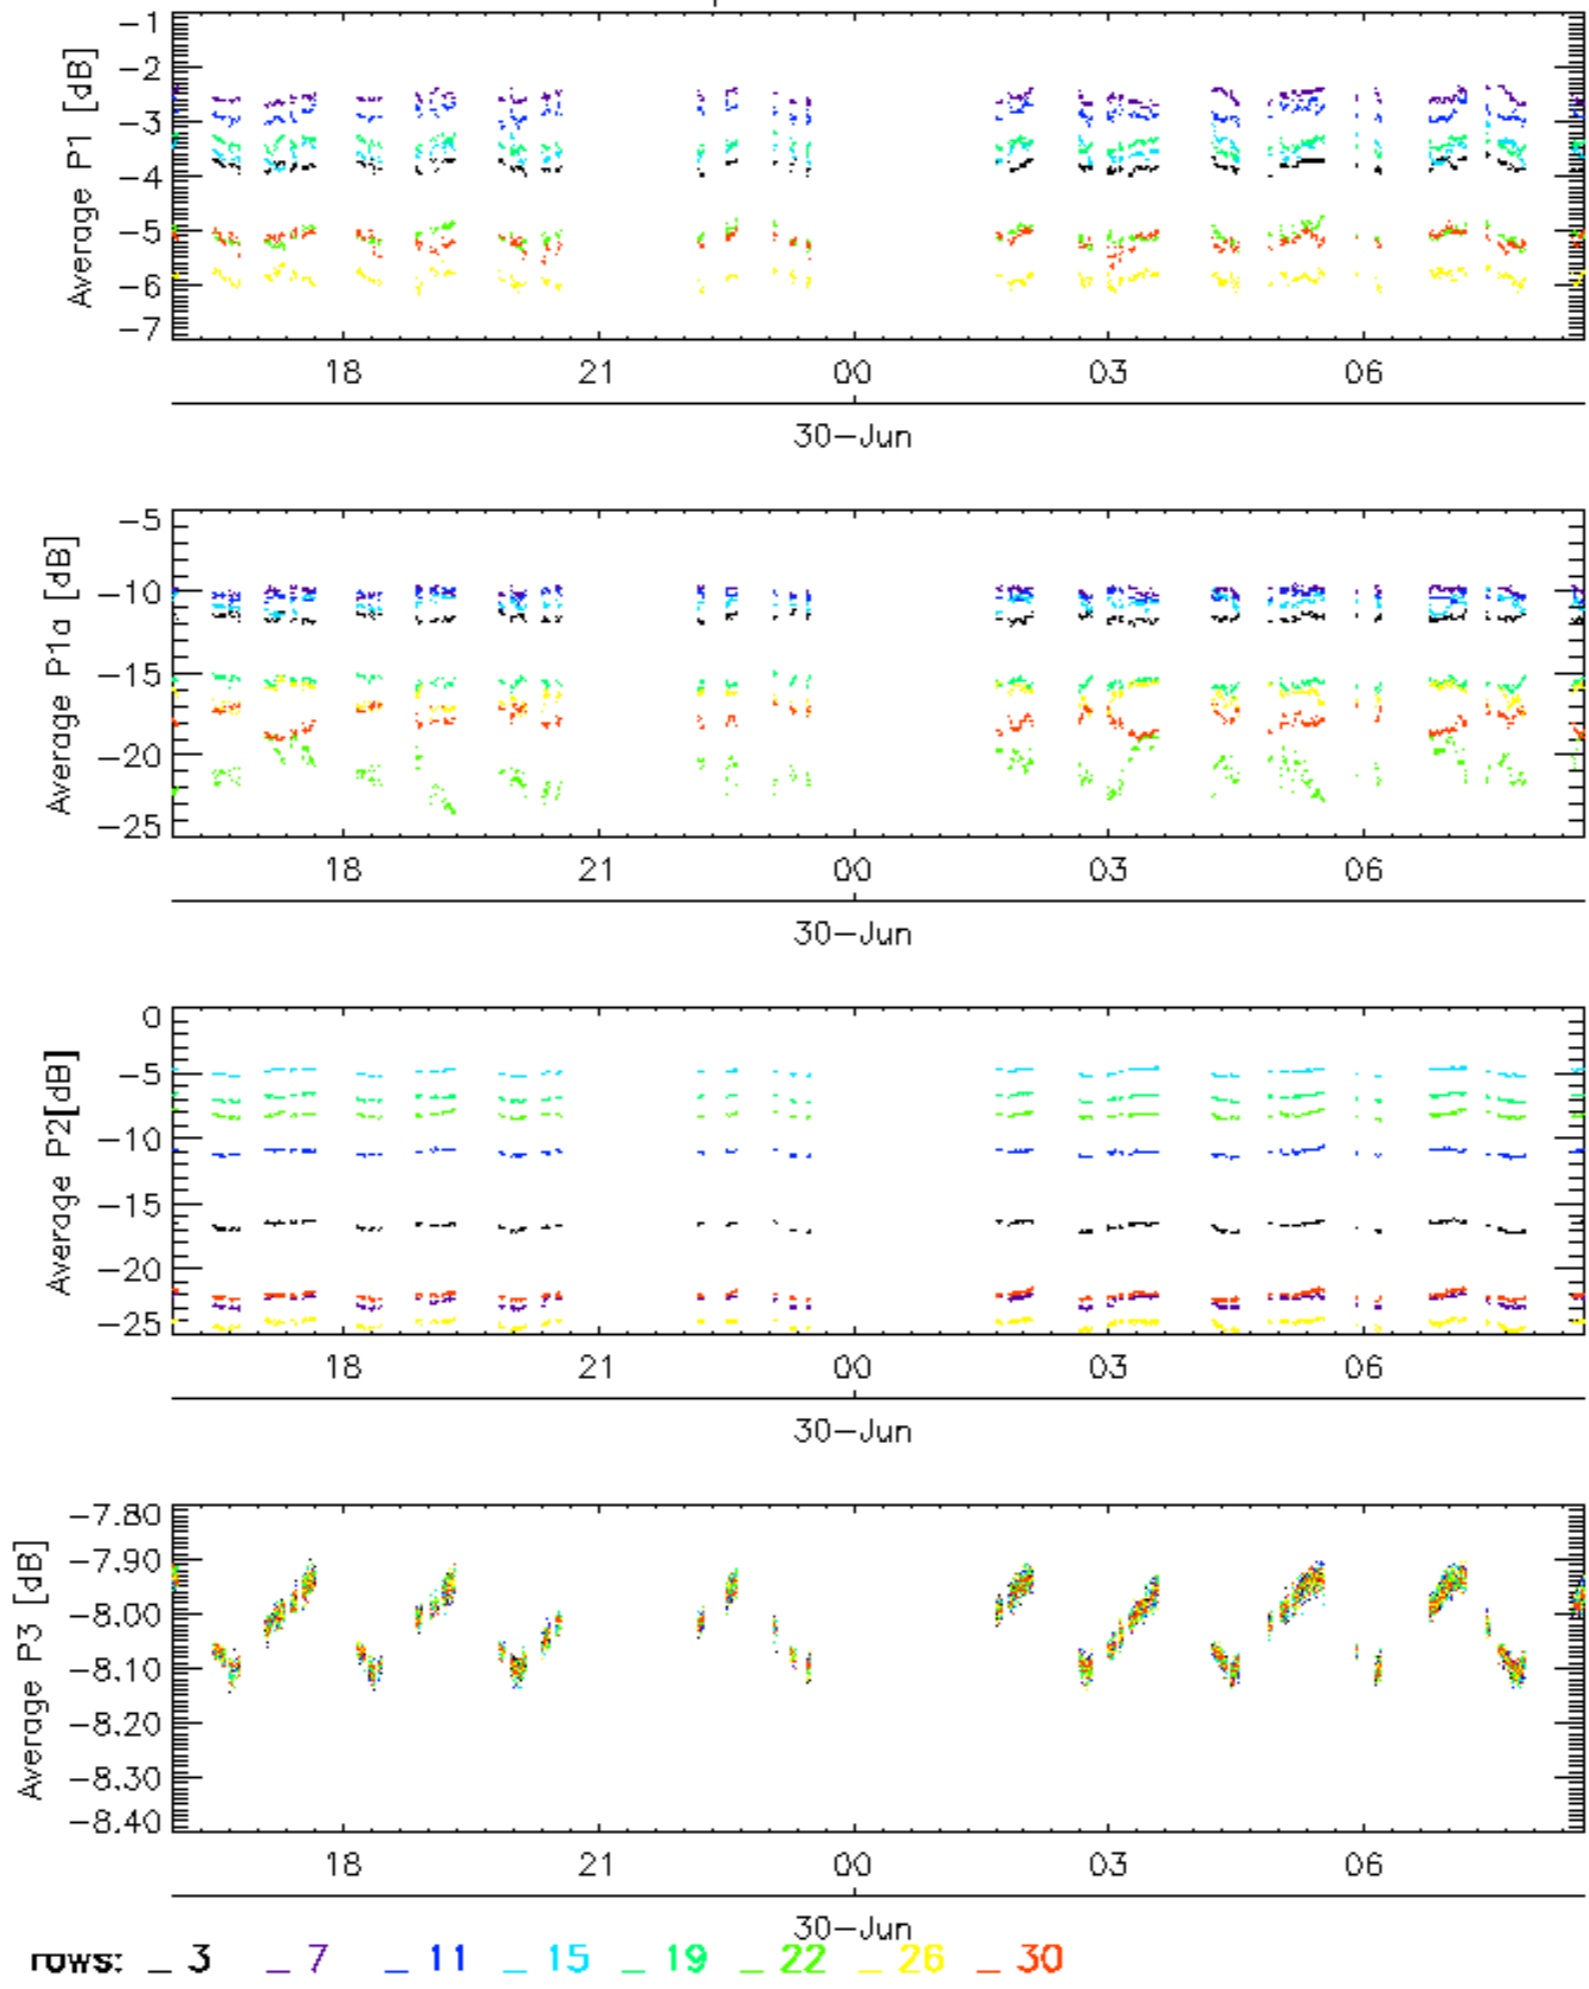 Average P1 [dB]
-1
-2
-3
-4
-5
-6
-7
18 21 00 03 06
30-Jun
Average P1a [dB]
-5
-10
-15
-20
-25
18 21 00 03 06
30-Jun
Average P2[dB]
0
-5
-10
-15
-20
-25
18 21 00 03 06
30-Jun
Average P3 [dB]
-7.80
-7.90
-8.00
-8.10
-8.20
-8.30
-8.40
18 21 00 03 06
30-Jun
rows: _ 3 _ 7 _ 11 _ 15 _ 19 _ 22 _ 26 _ 30